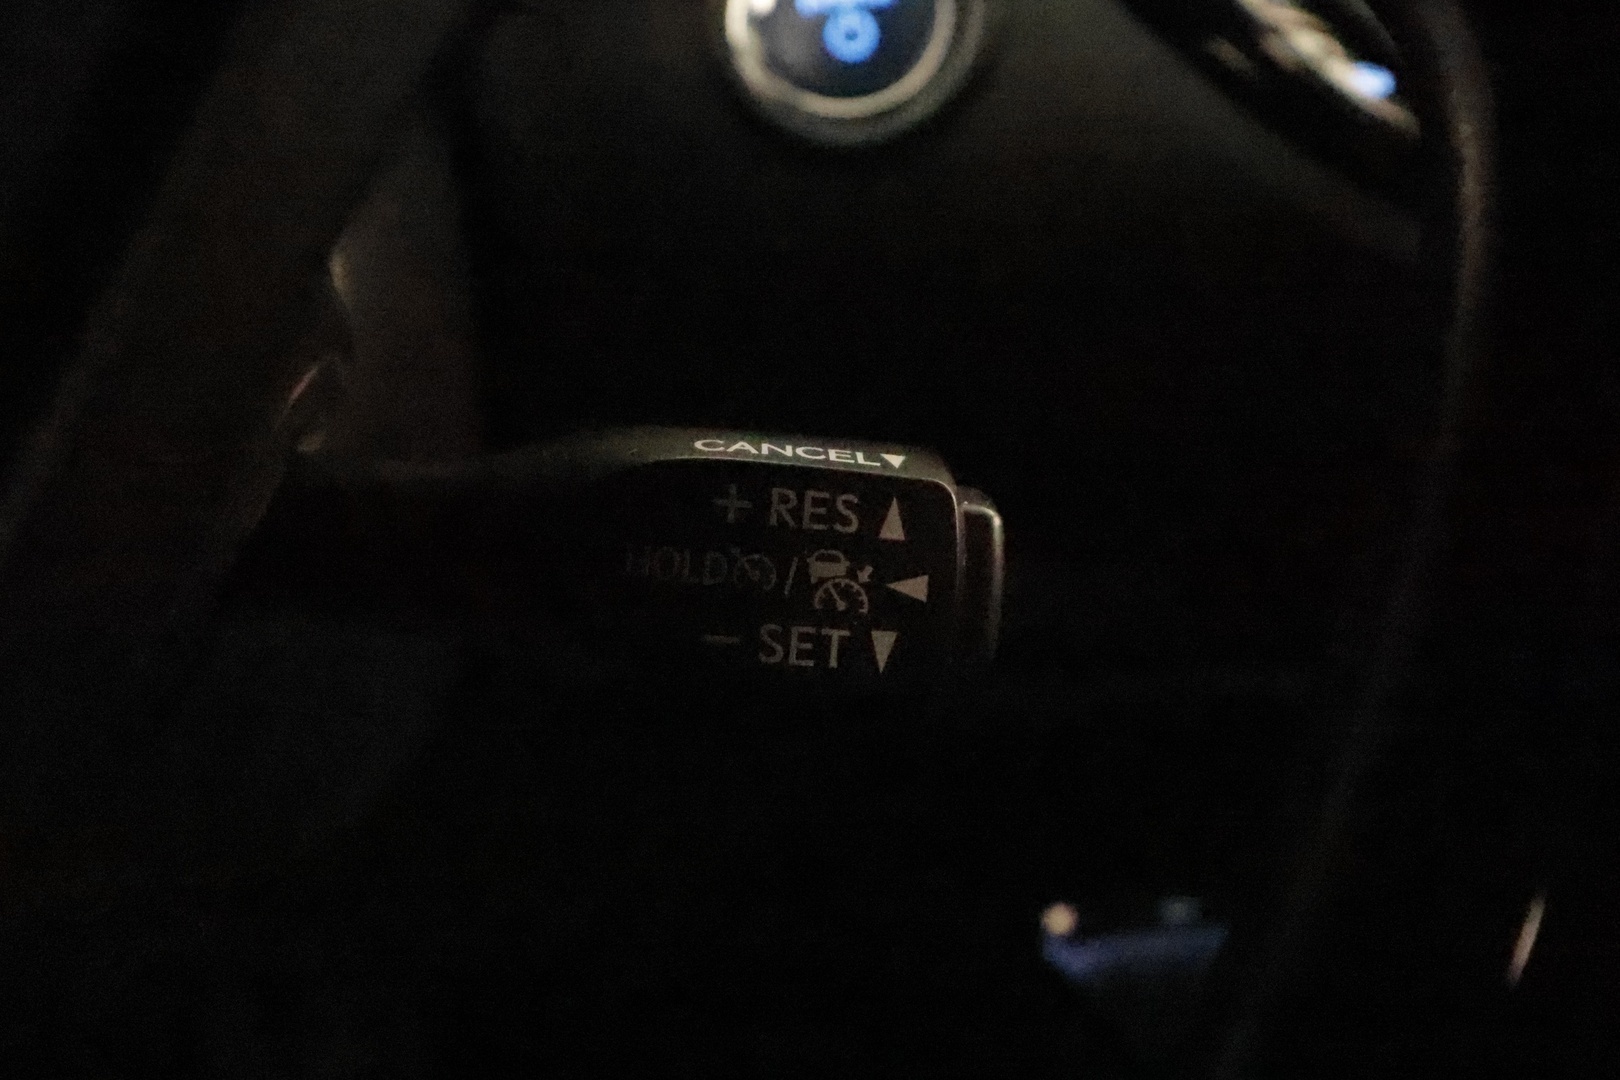 CANCEL▼
+ RES ▲
HOLD /
- SET ▼